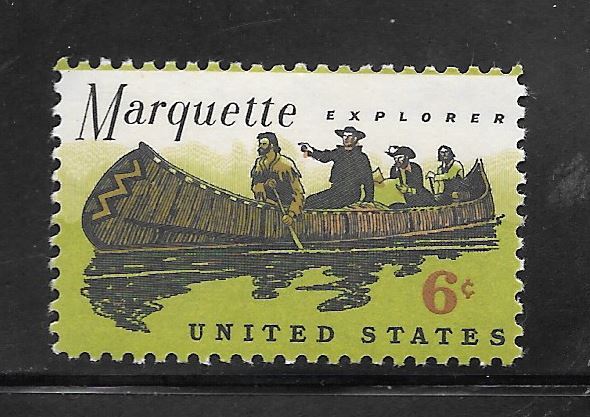 Marquette EXPLORER
6¢
UNITED STATES